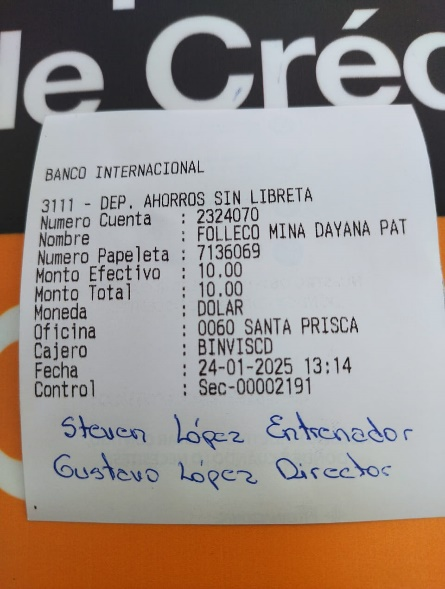 de Créd
BANCO INTERNACIONAL
3111 - DEP. AHORROS SIN LIBRETA
Numero Cuenta : 2324070
Nombre : FOLLECO MINA DAYANA PAT
Numero Papeleta : 7136069
Monto Efectivo : 10.00
Monto Total : 10.00
Moneda : DOLAR
Oficina : 0060 SANTA PRISCA
Cajero : BINVISCD
Fecha : 24-01-2025 13:14
Control : Sec-00002191
Steven López Entrenador
Gustavo López Director